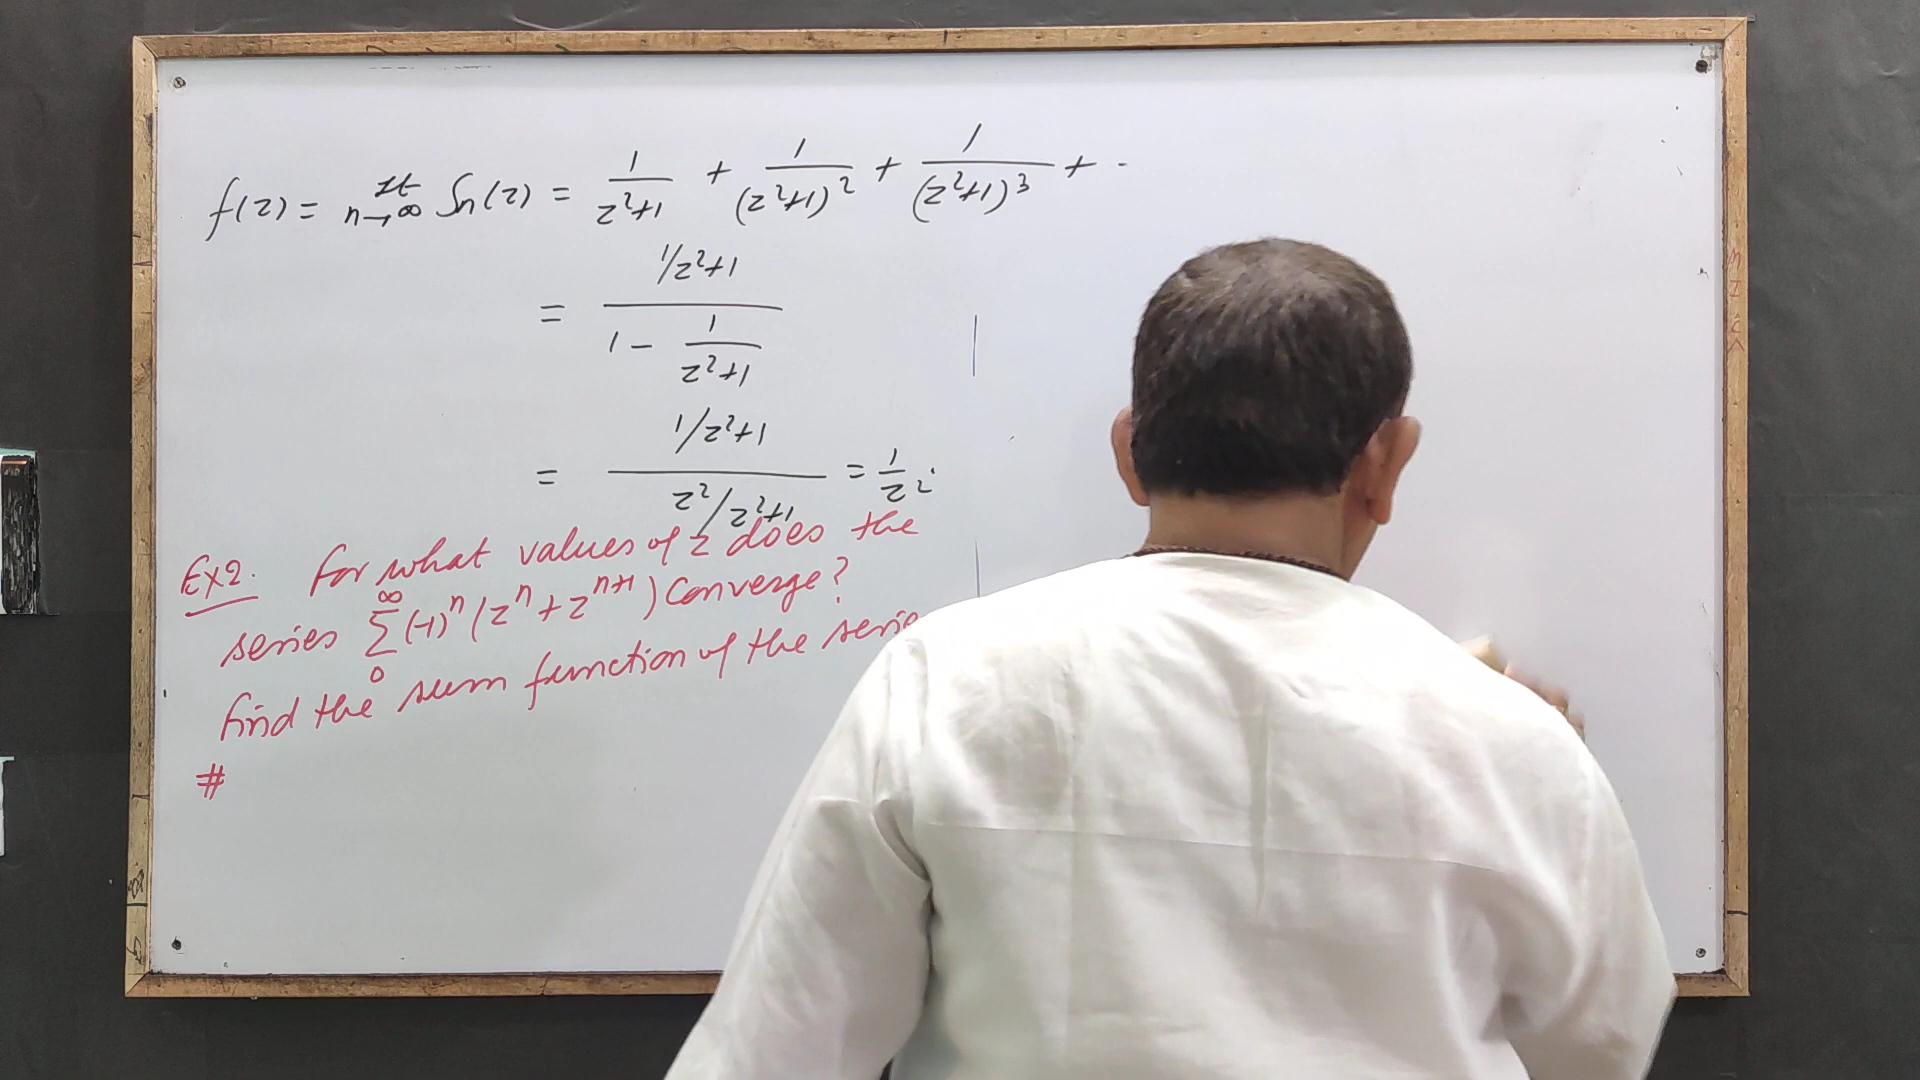 f(z) = lt n→∞ Sn(z) = 1/(z²+1) + 1/(z²+1)² + 1/(z²+1)³ + -
= (1/z²+1)/(1 - 1/(z²+1))
= (1/z²+1)/(z²/z²+1) = 1/z².
Ex2. For what values of z does the
series ∑₀^∞ (-1)^n (z^n + z^(n+1)) converge?
find the sum function of the serie
#